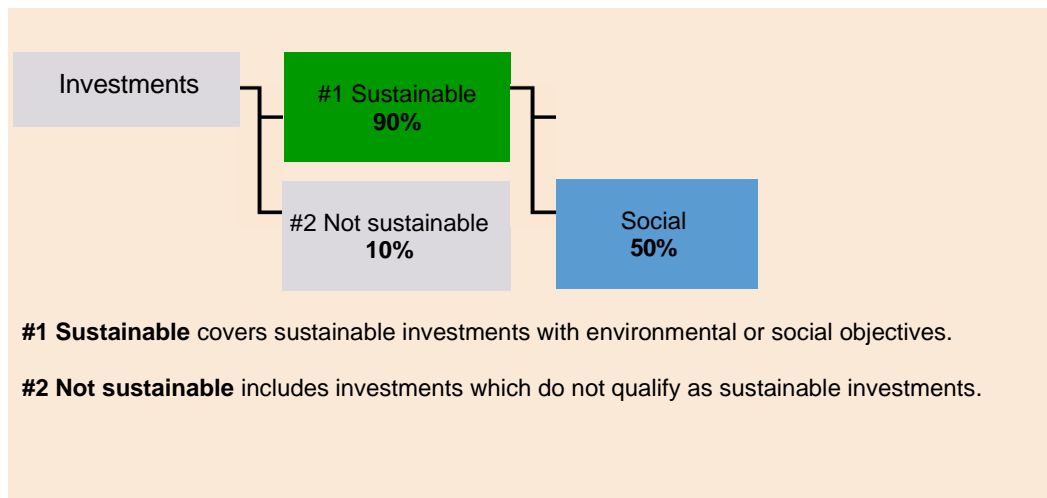 Investments
#1 Sustainable
90%
#2 Not sustainable
10%
Social
50%
#1 Sustainable covers sustainable investments with environmental or social objectives.
#2 Not sustainable includes investments which do not qualify as sustainable investments.